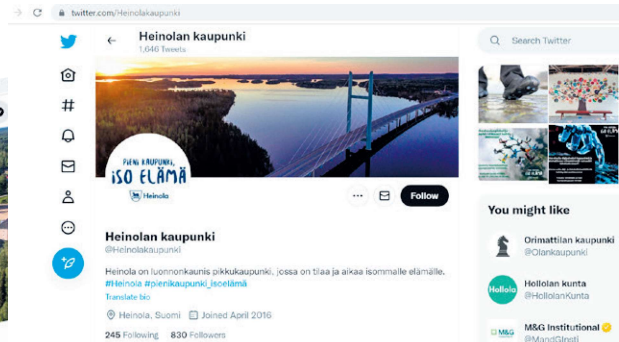 twitter.com/Heinolakaupunki
Heinolan kaupunki
1,646 Tweets
Search Twitter
PIENI KAUPUNKI,
ISO ELÄMÄ
Heinola
Follow
Heinolan kaupunki
@Heinolakaupunki
Heinola on luonnonkaunis pikkukaupunki, jossa on tilaa ja aikaa isommalle elämälle.
#Heinola #pienikaupunki_isoelämä
Translate bio
Heinola, Suomi Joined April 2016
245 Following 830 Followers
You might like
Orimattilan kaupunki
@Olankaupunki
Hollola
Hollolan kunta
@HollolanKunta
M&G
M&G Institutional
@MandGInsti